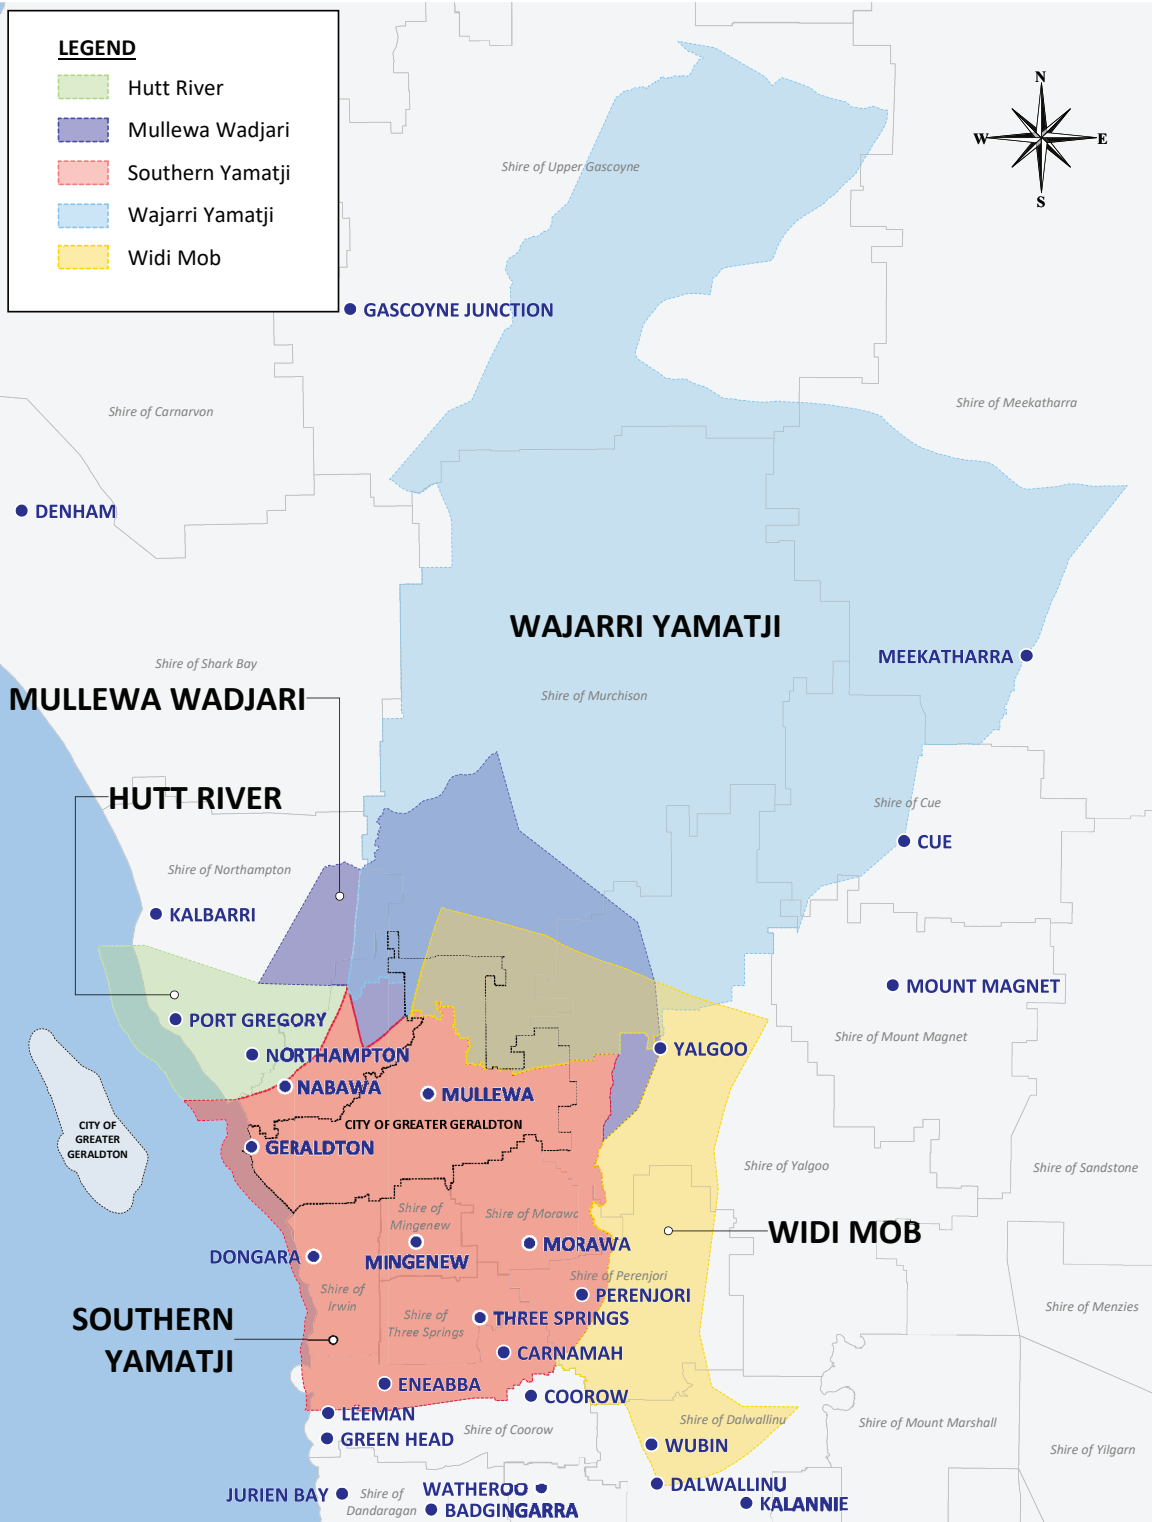 LEGEND
Hutt River
Mullewa Wadjari
Southern Yamatji
Wajarri Yamatji
Widi Mob
N
W
E
S
Shire of Upper Gascoyne
GASCOYNE JUNCTION
Shire of Carnarvon
Shire of Meekatharra
DENHAM
WAJARRI YAMATJI
MEEKATHARRA
Shire of Shark Bay
MULLEWA WADJARI
Shire of Murchison
HUTT RIVER
Shire of Cue
CUE
Shire of Northampton
KALBARRI
MOUNT MAGNET
PORT GREGORY
Shire of Mount Magnet
NORTHAMPTON
YALGOO
NABAWA
MULLEWA
CITY OF
GREATER
GERALDTON
CITY OF GREATER GERALDTON
GERALDTON
Shire of Yalgoo
Shire of Sandstone
Shire of
Mingenew
Shire of Morawa
WIDI MOB
DONGARA
MINGENEW
MORAWA
Shire of Perenjori
PERENJORI
Shire of
Irwin
Shire of Menzies
SOUTHERN
YAMATJI
Shire of
Three Springs
THREE SPRINGS
CARNAMAH
ENEABBA
COOROW
LEEMAN
Shire of Coorow
Shire of Dalwallinu
Shire of Mount Marshall
GREEN HEAD
WUBIN
Shire of Yilgarn
JURIEN BAY
Shire of
Dandaragan
WATHEROO
BADGINGARRA
DALWALLINU
KALANNIE